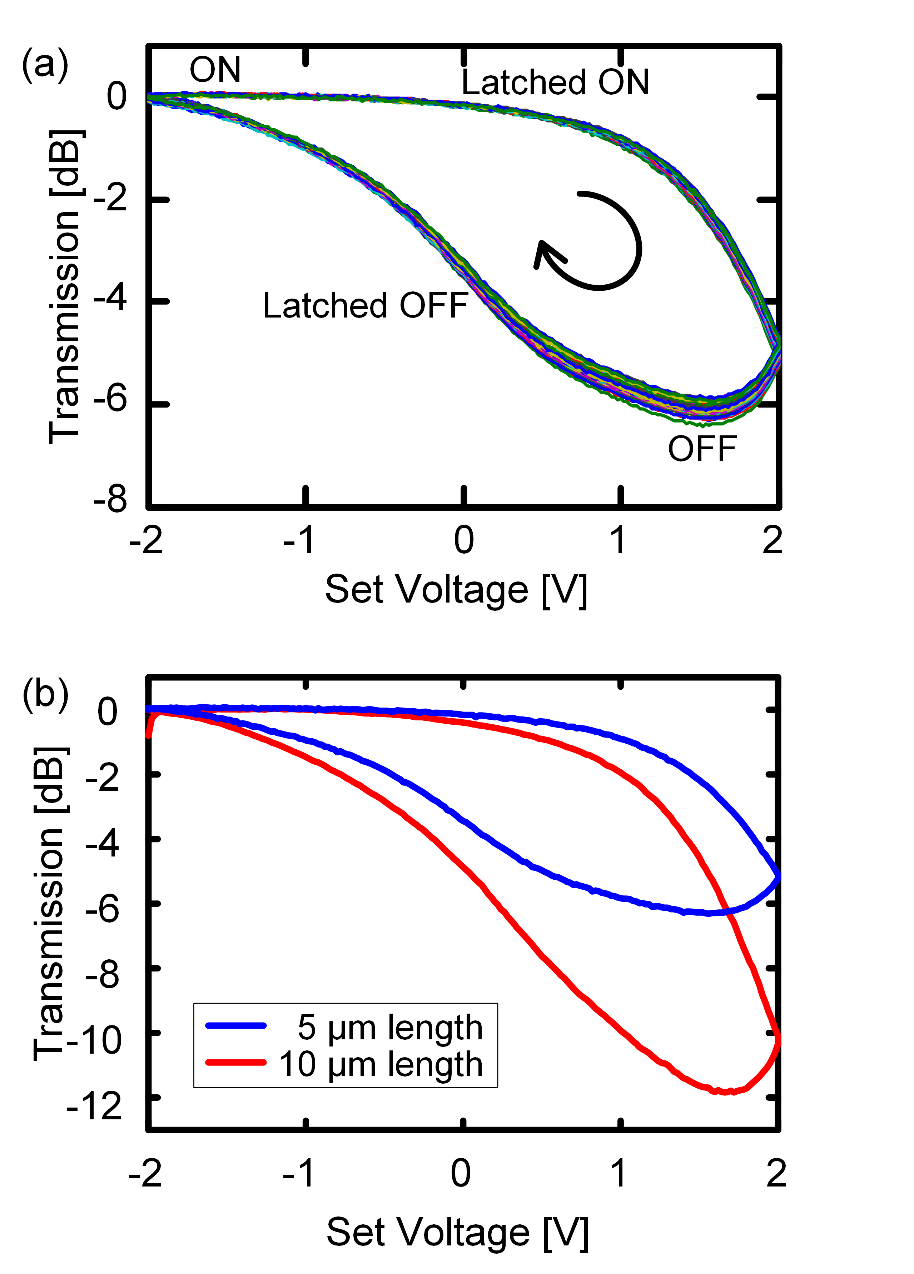 (a)
ON
Latched ON
0
-2
-4
-6
-8
Transmission [dB]
Latched OFF
OFF
-2 -1 0 1 2
Set Voltage [V]
(b)
0
-2
-4
-6
-8
-10
-12
Transmission [dB]
5 µm length
10 µm length
-2 -1 0 1 2
Set Voltage [V]